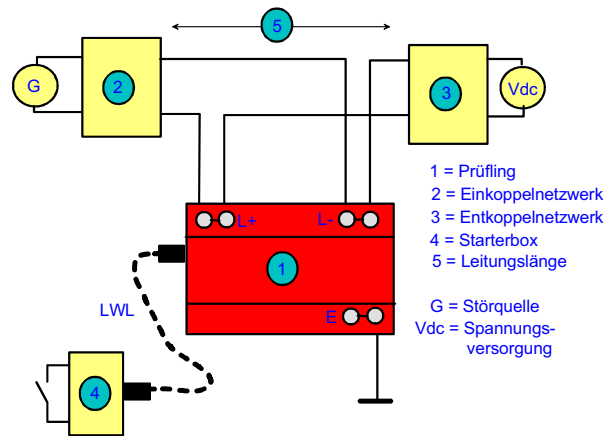 5
G
2
3
Vdc
L+
L-
1
E
LWL
4
1 = Prüfling
2 = Einkoppelnetzwerk
3 = Entkoppelnetzwerk
4 = Starterbox
5 = Leitungslänge
G = Störquelle
Vdc = Spannungs-
versorgung